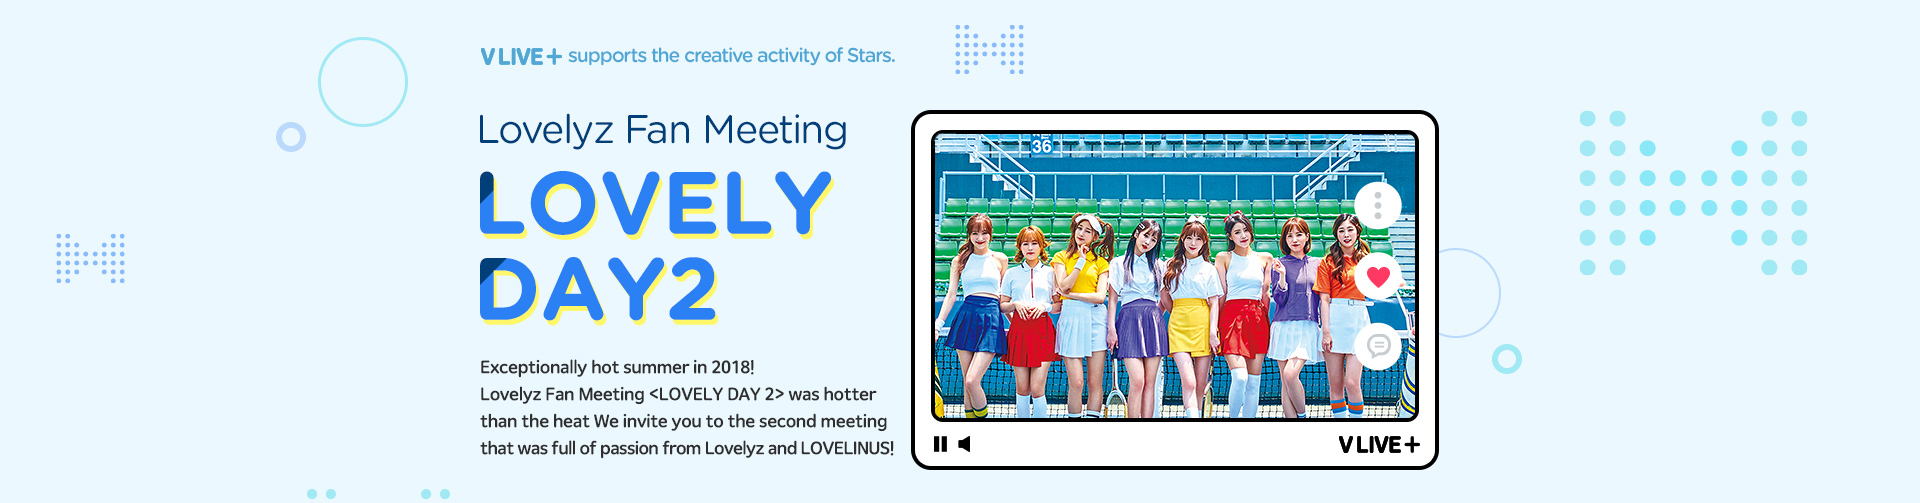 V LIVE+ supports the creative activity of Stars.
Lovelyz Fan Meeting
LOVELY
DAY2
Exceptionally hot summer in 2018!
Lovelyz Fan Meeting <LOVELY DAY 2> was hotter
than the heat We invite you to the second meeting
that was full of passion from Lovelyz and LOVELINUS!
36
V LIVE+